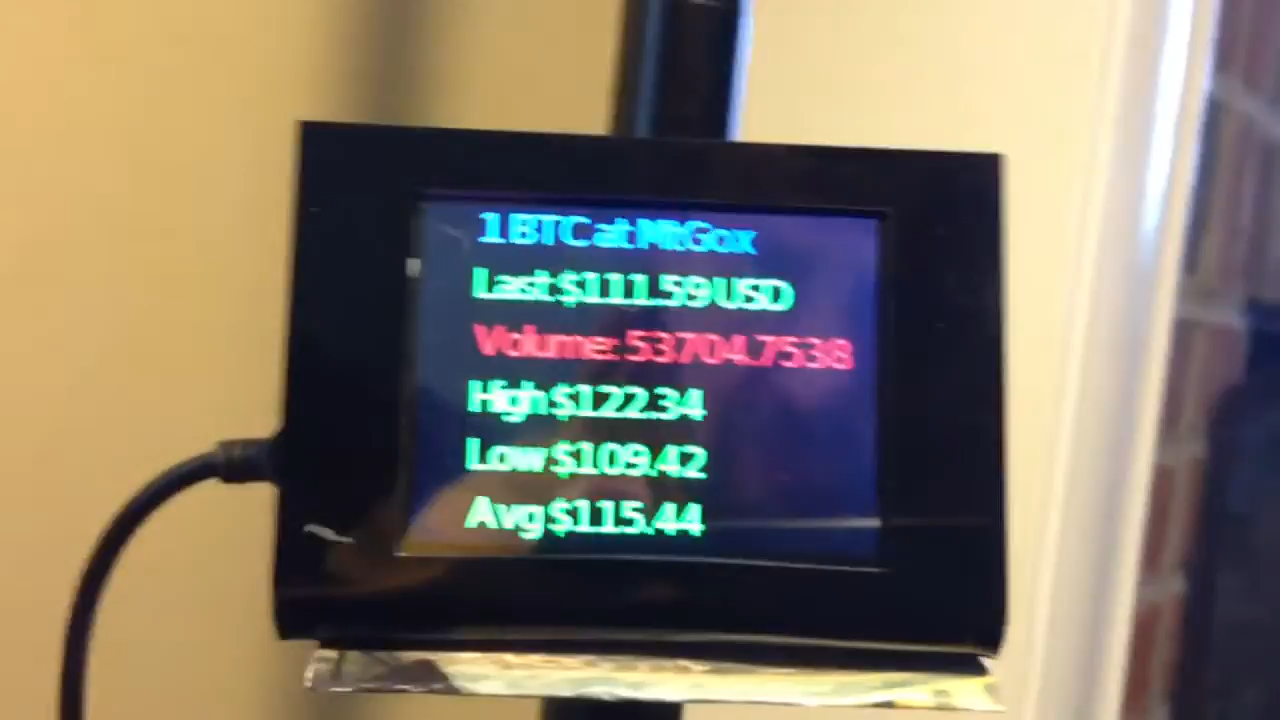 1 BTC at MtGox
Last $111.59 USD
Volume: 53704.7538
High $122.34
Low $109.42
Avg $115.44